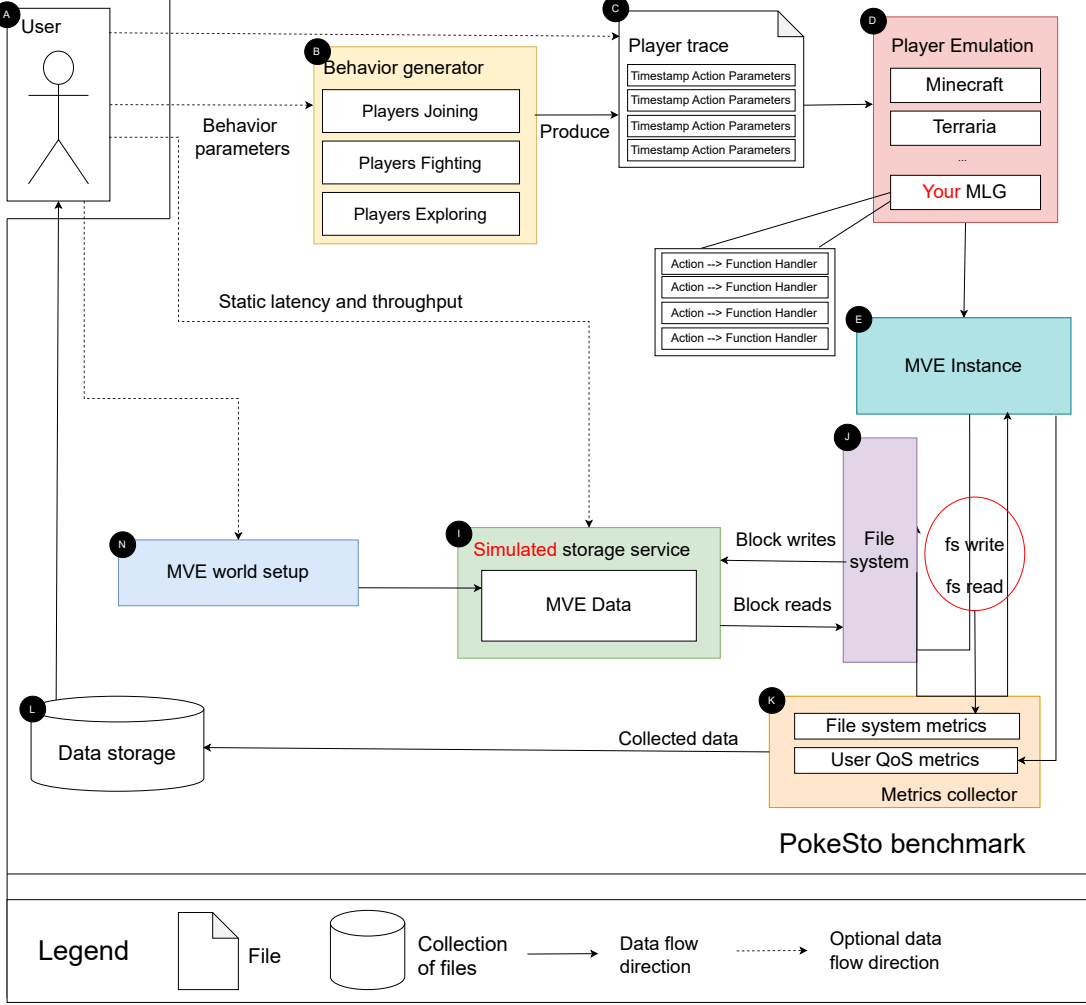 A
User
B
Behavior generator
Players Joining
Players Fighting
Players Exploring
Behavior
parameters
Produce
C
Player trace
Timestamp Action Parameters
Timestamp Action Parameters
Timestamp Action Parameters
Timestamp Action Parameters
D
Player Emulation
Minecraft
Terraria
...
Your MLG
Action --> Function Handler
Action --> Function Handler
Action --> Function Handler
Action --> Function Handler
Static latency and throughput
E
MVE Instance
J
File
system
fs write
fs read
N
MVE world setup
I
Simulated storage service
MVE Data
Block writes
Block reads
K
File system metrics
User QoS metrics
Metrics collector
L
Data storage
Collected data
PokeSto benchmark
Legend
File
Collection
of files
Data flow
direction
Optional data
flow direction